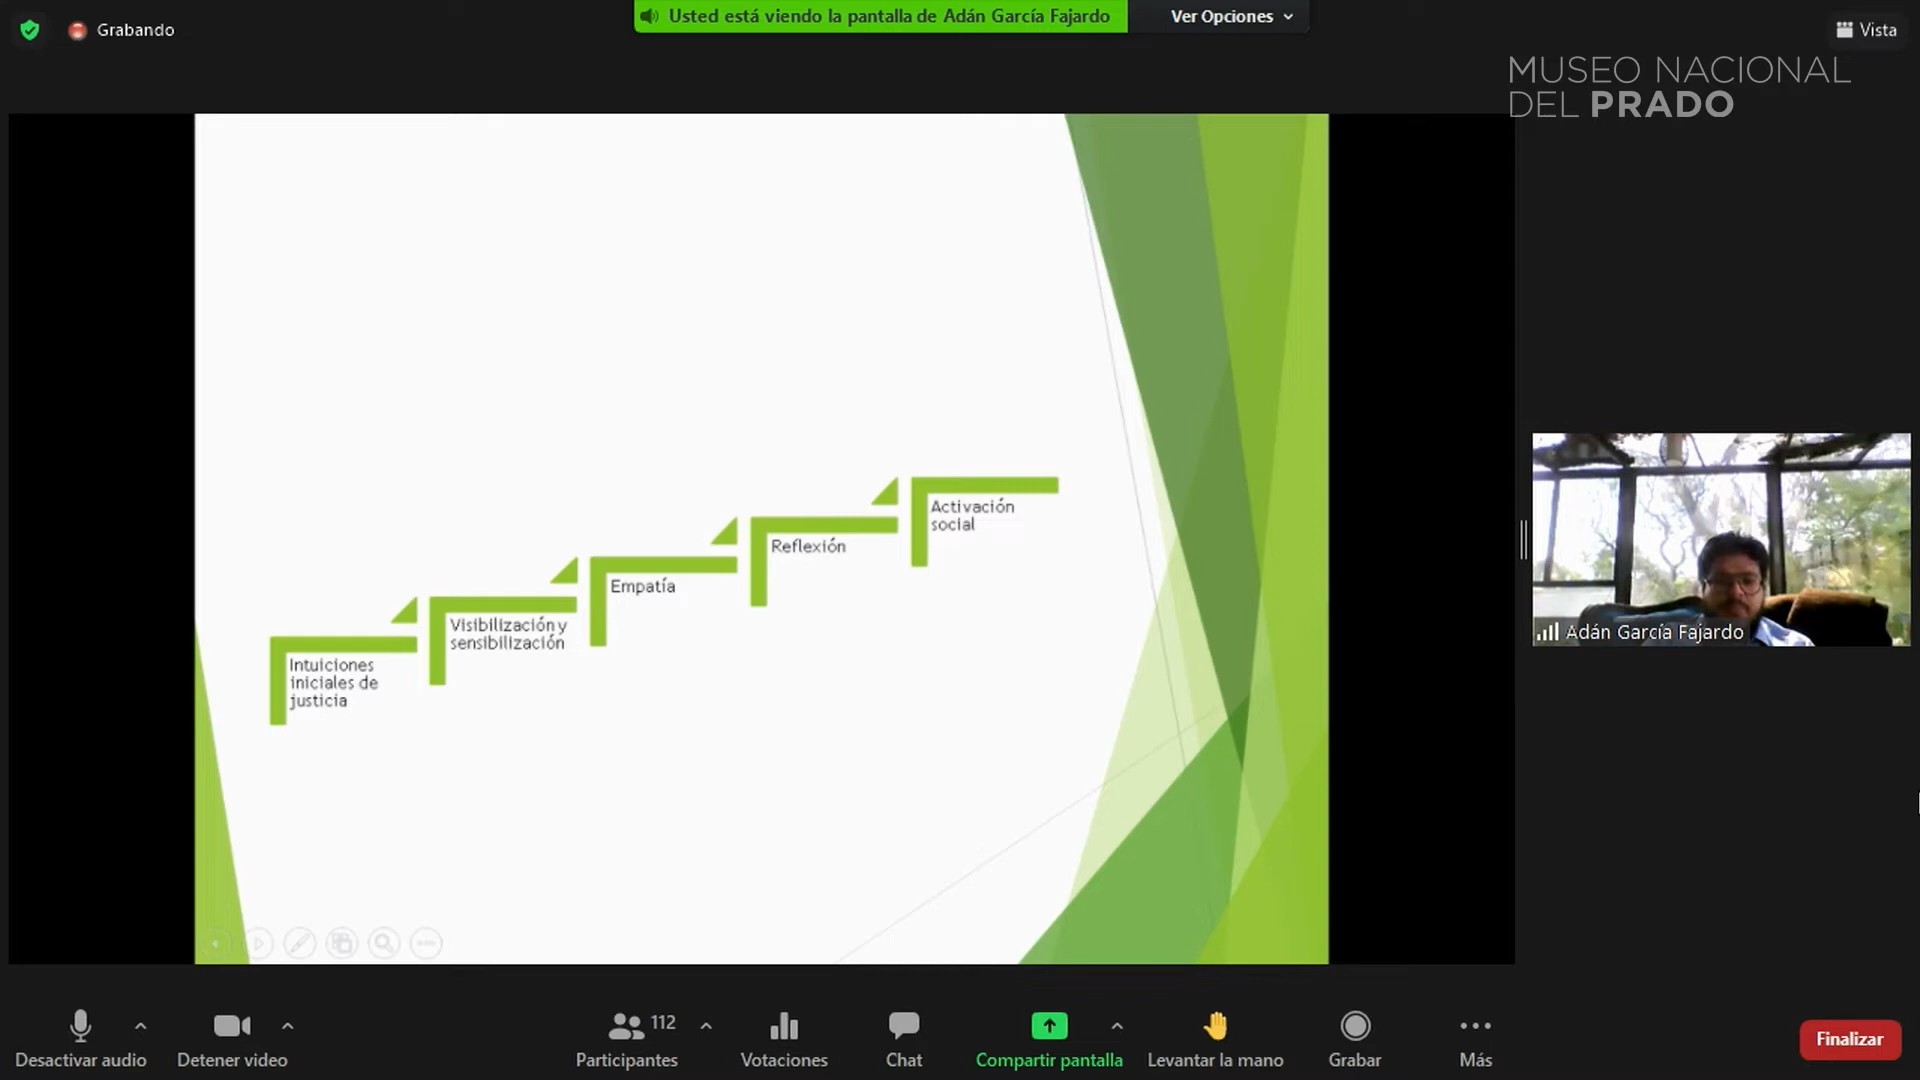 Grabando
Usted está viendo la pantalla de Adán García Fajardo
Ver Opciones
Vista
MUSEO NACIONAL
DEL PRADO
Activación
social
Reflexión
Empatía
Visibilización y
sensibilización
Intuiciones
iniciales de
justicia
Adán García Fajardo
Desactivar audio
Detener video
112
Participantes
Votaciones
Chat
Compartir pantalla
Levantar la mano
Grabar
Más
Finalizar